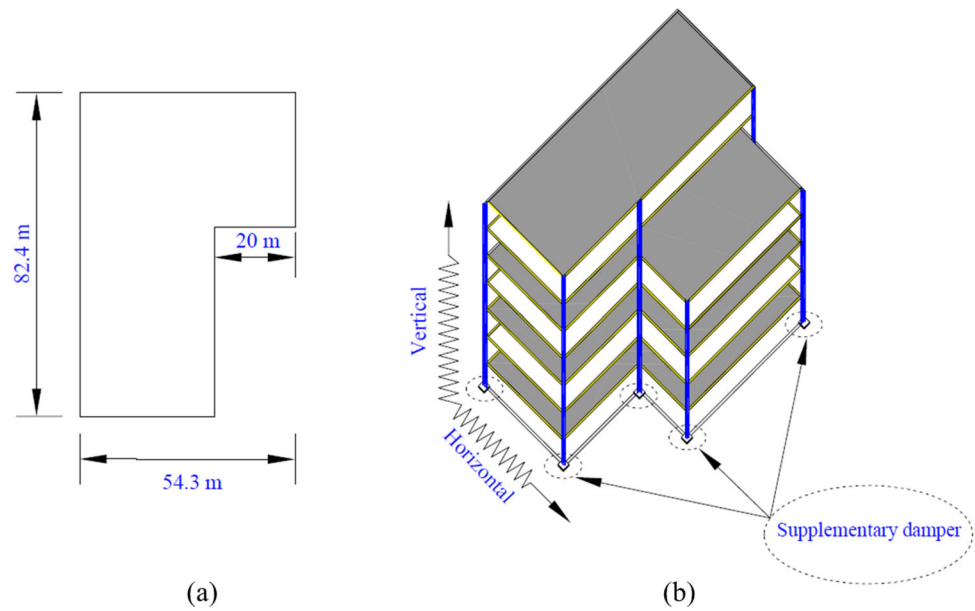 82.4 m
20 m
54.3 m
(a)
Vertical
Horizontal
Supplementary damper
(b)